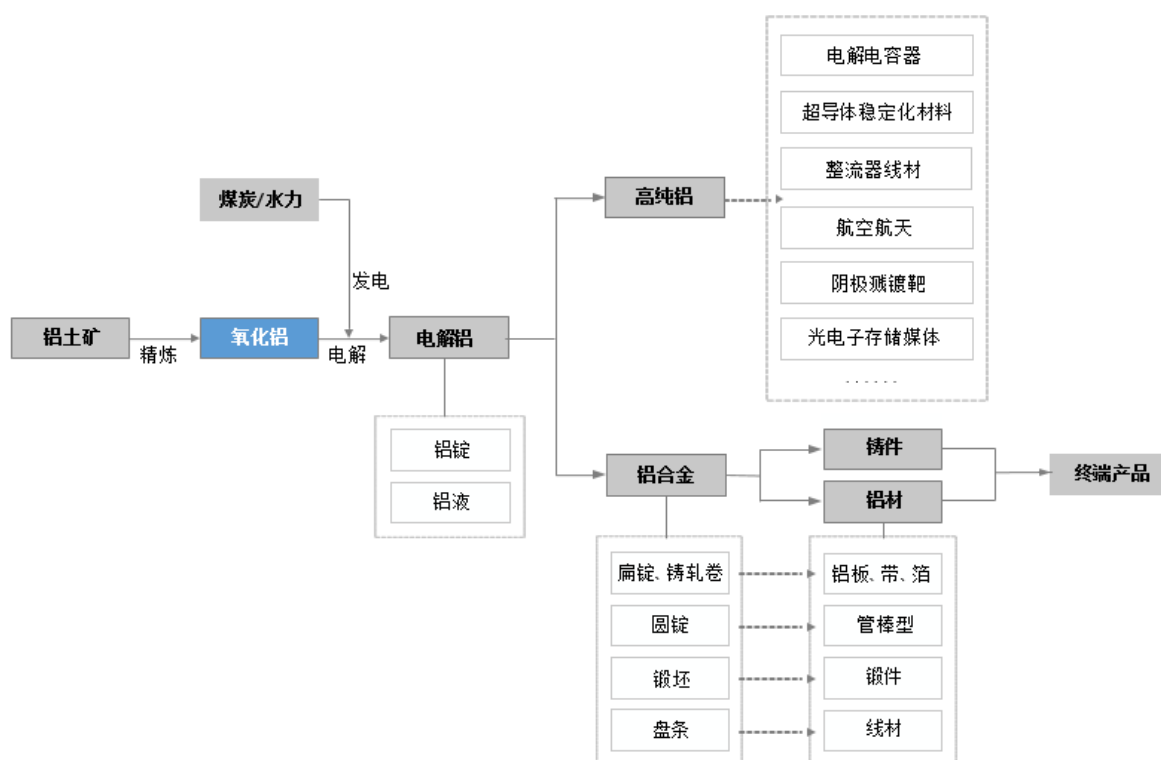 电解电容器
超导体稳定化材料
整流器线材
航空航天
阴极溅镀靶
光电子存储媒体
......
煤炭/水力
高纯铝
发电
铝土矿
精炼
氧化铝
电解
电解铝
铝锭
铝液
铝合金
铸件
铝材
终端产品
扁锭、铸轧卷
铝板、带、箔
圆锭
管棒型
锻坯
锻件
盘条
线材